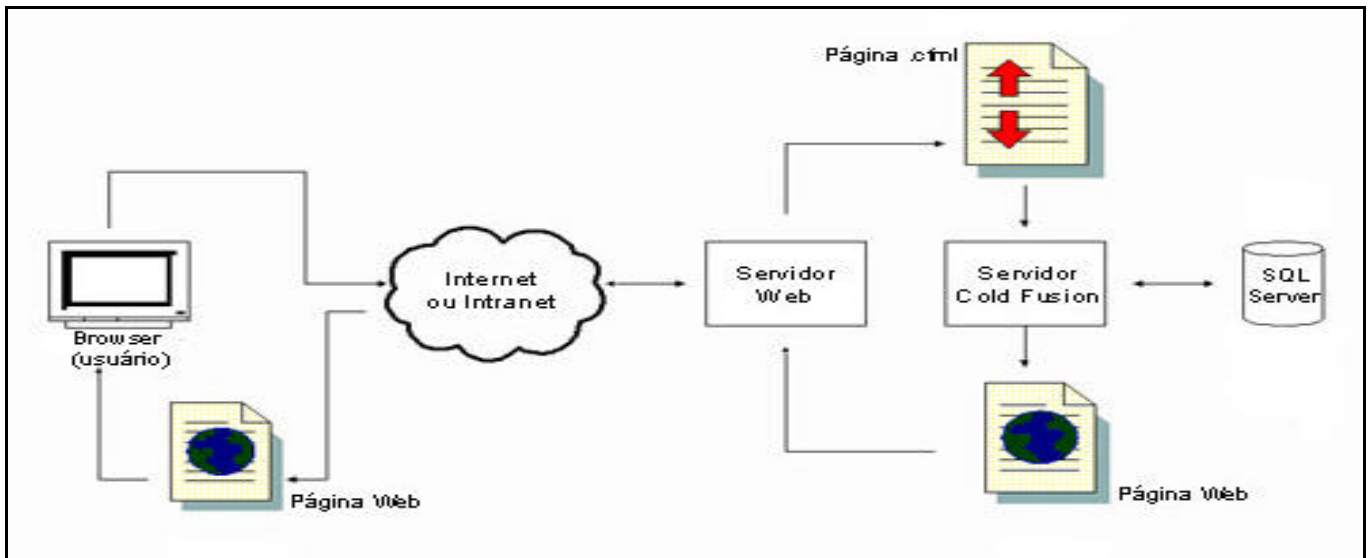 Página .cfml
Internet
ou Intranet
Servidor
Web
Servidor
Cold Fusion
SQL
Server
Browser
(usuário)
Página Web
Página Web